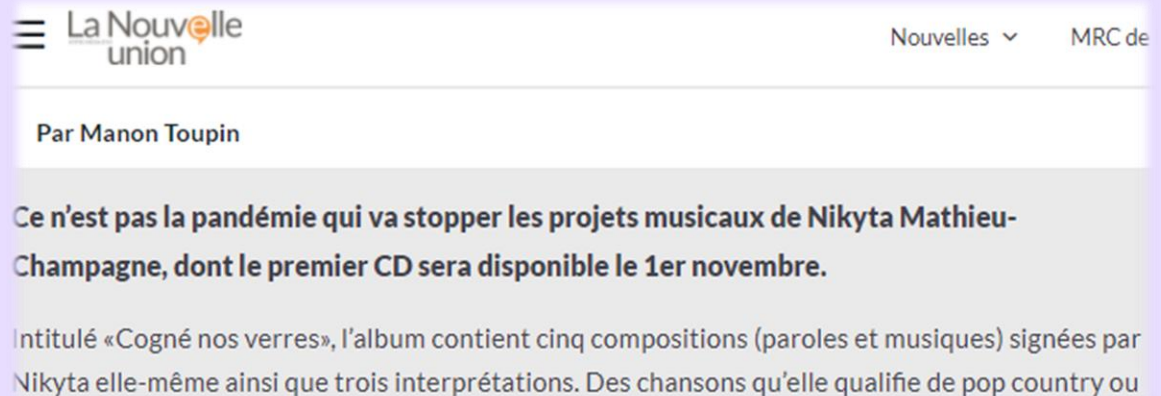 La Nouvelle
union
Nouvelles
MRC de
Par Manon Toupin
Ce n’est pas la pandémie qui va stopper les projets musicaux de Nikyta Mathieu-
Champagne, dont le premier CD sera disponible le 1er novembre.
Intitulé «Cogné nos verres», l’album contient cinq compositions (paroles et musiques) signées par
Nikyta elle-même ainsi que trois interprétations. Des chansons qu’elle qualifie de pop country ou